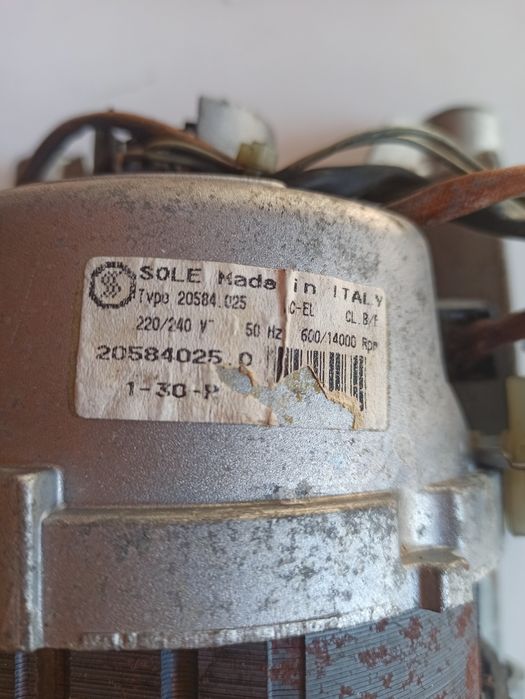 SOLE Made in ITALY
Type 20584.025 C-EL CL.B/F
220/240 V~ 50 Hz 600/14000 Rpm
20584025.0
1-30-P